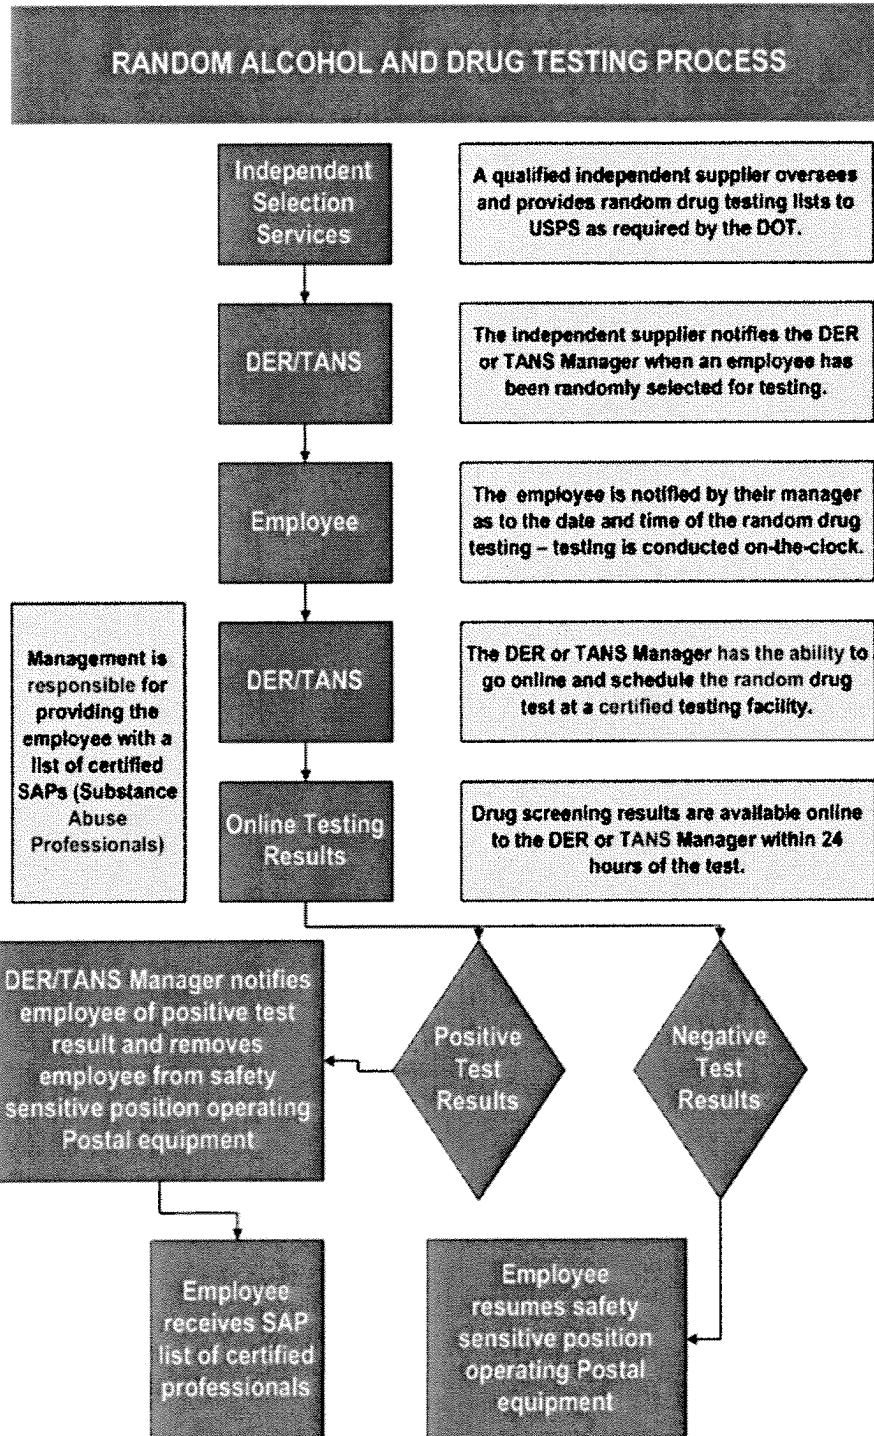 RANDOM ALCOHOL AND DRUG TESTING PROCESS
Independent
Selection
Services
A qualified independent supplier oversees
and provides random drug testing lists to
USPS as required by the DOT.
DER/TANS
The independent supplier notifies the DER
or TANS Manager when an employee has
been randomly selected for testing.
Employee
The employee is notified by their manager
as to the date and time of the random drug
testing – testing is conducted on-the-clock.
Management is
responsible for
providing the
employee with a
list of certified
SAPs (Substance
Abuse
Professionals)
DER/TANS
The DER or TANS Manager has the ability to
go online and schedule the random drug
test at a certified testing facility.
Online Testing
Results
Drug screening results are available online
to the DER or TANS Manager within 24
hours of the test.
DER/TANS Manager notifies
employee of positive test
result and removes
employee from safety
sensitive position operating
Postal equipment
Positive
Test
Results
Negative
Test
Results
Employee
receives SAP
list of certified
professionals
Employee
resumes safety
sensitive position
operating Postal
equipment